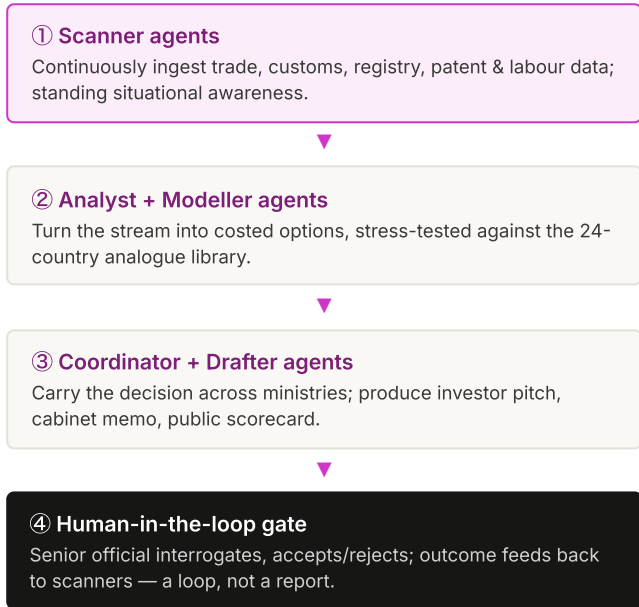 ① Scanner agents
Continuously ingest trade, customs, registry, patent & labour data;
standing situational awareness.
② Analyst + Modeller agents
Turn the stream into costed options, stress-tested against the 24-
country analogue library.
③ Coordinator + Drafter agents
Carry the decision across ministries; produce investor pitch,
cabinet memo, public scorecard.
④ Human-in-the-loop gate
Senior official interrogates, accepts/rejects; outcome feeds back
to scanners — a loop, not a report.